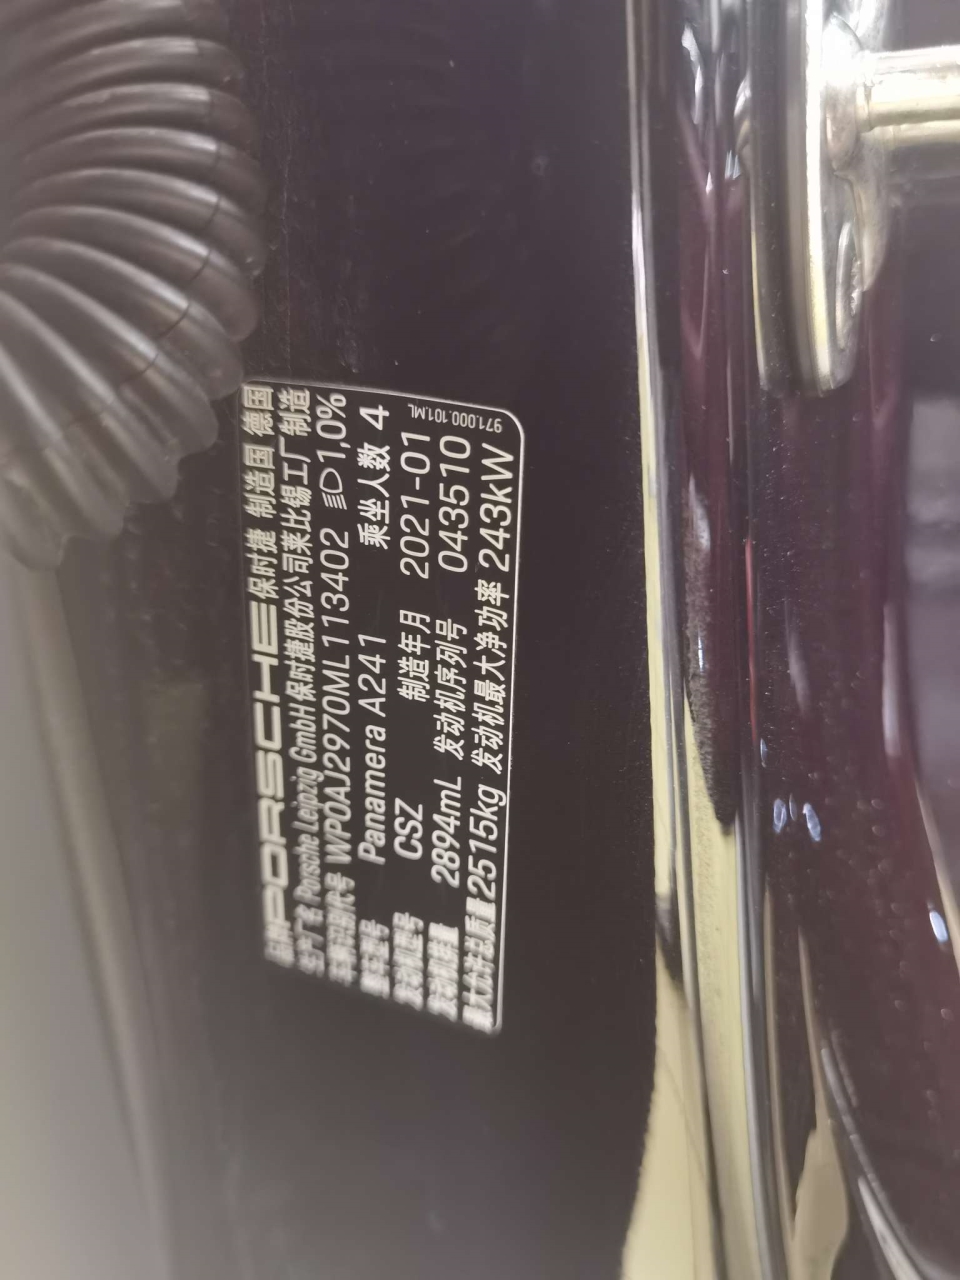 品牌 PORSCHE 保时捷 制造国 德国
生产厂名 Porsche Leipzig GmbH 保时捷股份公司莱比锡工厂制造
车辆识别代号 WP0AJ2970ML113402 1,0%
整车型号 Panamera A241 乘坐人数 4
发动机型号 CSZ 制造年月 2021-01
发动机排量 2894mL 发动机序列号 043510
最大允许总质量 2515kg 发动机最大净功率 243kW
971.000.101.ML